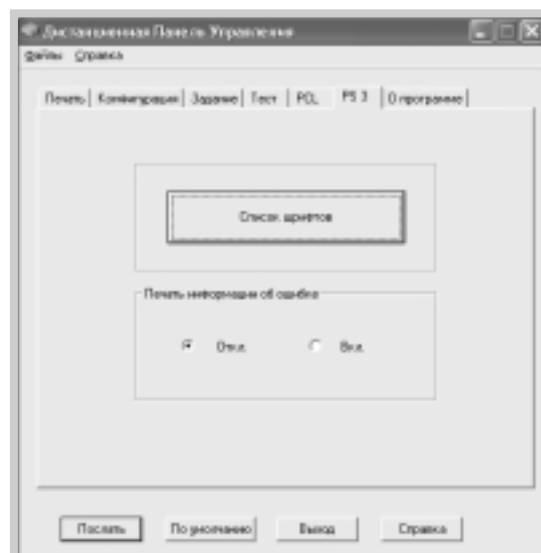 Дистанционная Панель Управления
Файлы Справка
Печать Конфигурация Задание Тест PCL PS 3 О программе
Список шрифтов
Печать информации об ошибке
Откл. Вкл.
Послать По умолчанию Выход Справка